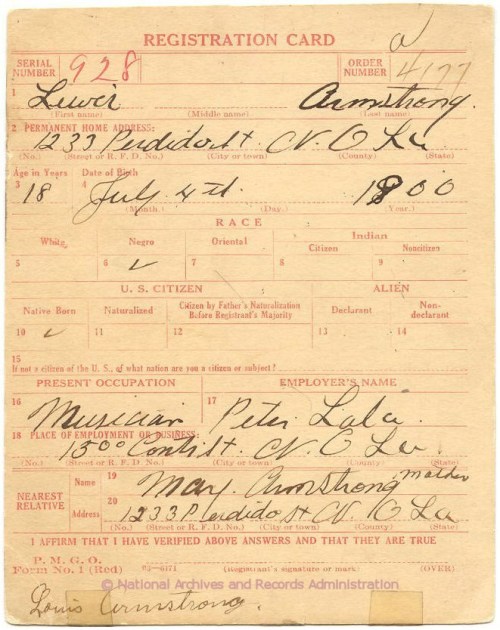 a
REGISTRATION CARD
SERIAL NUMBER 928 ORDER NUMBER 4177
1 Lewis Armstrong.
(First name) (Middle name) (Last name)
2 PERMANENT HOME ADDRESS:
1233 Perdido St N. O La
(No.) (Street or R. F. D. No.) (City or town) (County) (State)
Age in Years Date of Birth
3 18 4 July 4th. 1900
(Month.) (Day.) (Year.)
RACE
White Negro Oriental Indian
Citizen Noncitizen
5 6 ✓ 7 8 9
U. S. CITIZEN ALIEN
Native Born Naturalized Citizen by Father's Naturalization Before Registrant's Majority Declarant Non-declarant
10 ✓ 11 12 13 14
15
If not a citizen of the U. S., of what nation are you a citizen or subject?
PRESENT OCCUPATION EMPLOYER'S NAME
16 Musician 17 Peter Lala
18 PLACE OF EMPLOYMENT OR BUSINESS:
1500 Conti st. N. O La
(No.) (Street or R. F. D. No.) (City or town) (County) (State)
NEAREST RELATIVE
Name 19 May. Armstrong Mother
Address 20 1233 Perdido st N. O La
(No.) (Street or R. F. D. No.) (City or town) (County) (State)
I AFFIRM THAT I HAVE VERIFIED ABOVE ANSWERS AND THAT THEY ARE TRUE
P. M. G. O.
Form No. 1 (Red) (Registrant's signature or mark.) (OVER)
© National Archives and Records Administration
Louis Armstrong.